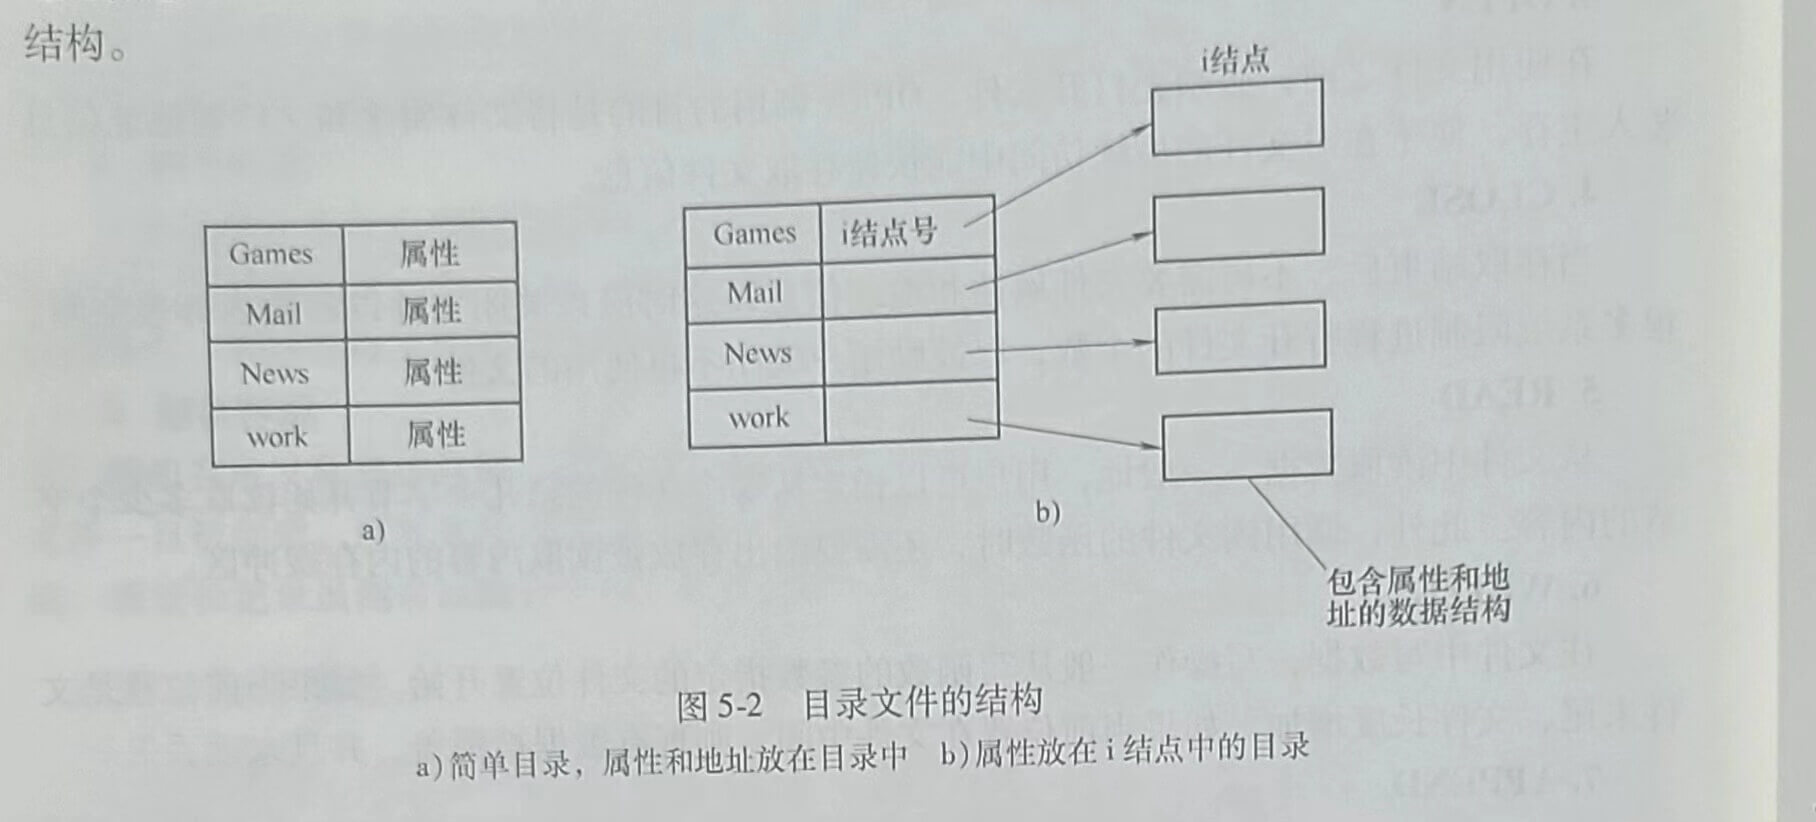 结构。
i结点
Games 属性
Mail 属性
News 属性
work 属性
a)
Games i结点号
Mail
News
work
b)
包含属性和地
址的数据结构
图 5-2 目录文件的结构
a)简单目录，属性和地址放在目录中 b)属性放在 i 结点中的目录